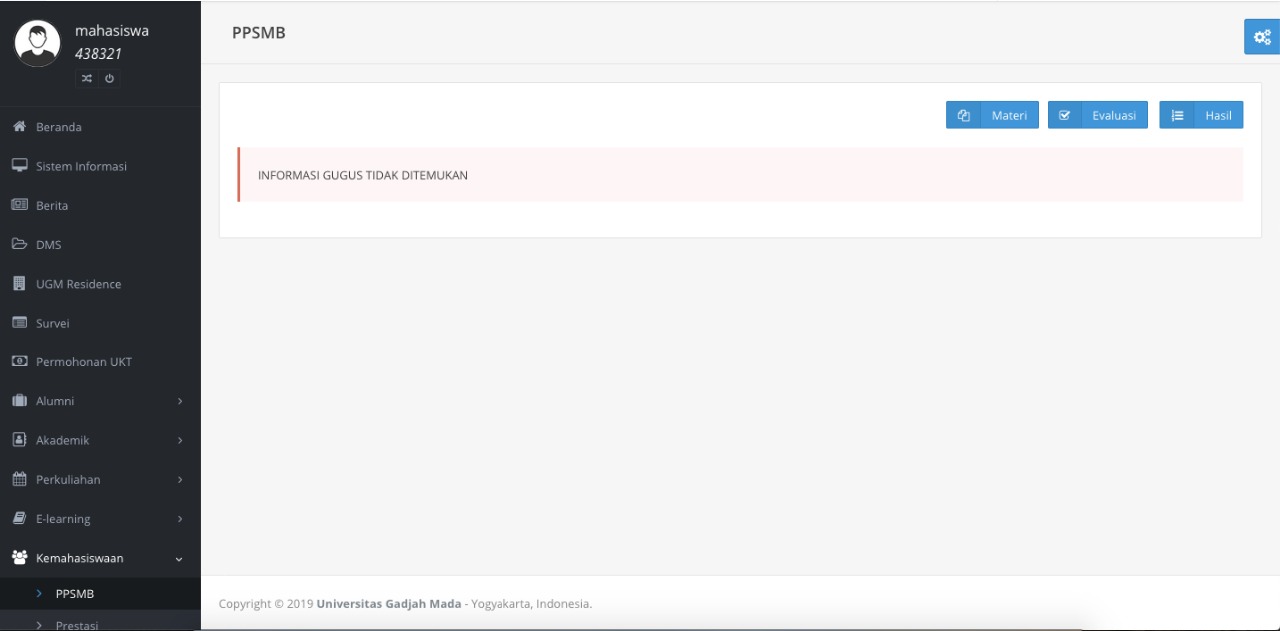 mahasiswa
438321
Beranda
Sistem Informasi
Berita
DMS
UGM Residence
Survei
Permohonan UKT
Alumni
Akademik
Perkuliahan
E-learning
Kemahasiswaan
PPSMB
Prestasi
PPSMB
Materi
Evaluasi
Hasil
INFORMASI GUGUS TIDAK DITEMUKAN
Copyright © 2019 Universitas Gadjah Mada - Yogyakarta, Indonesia.